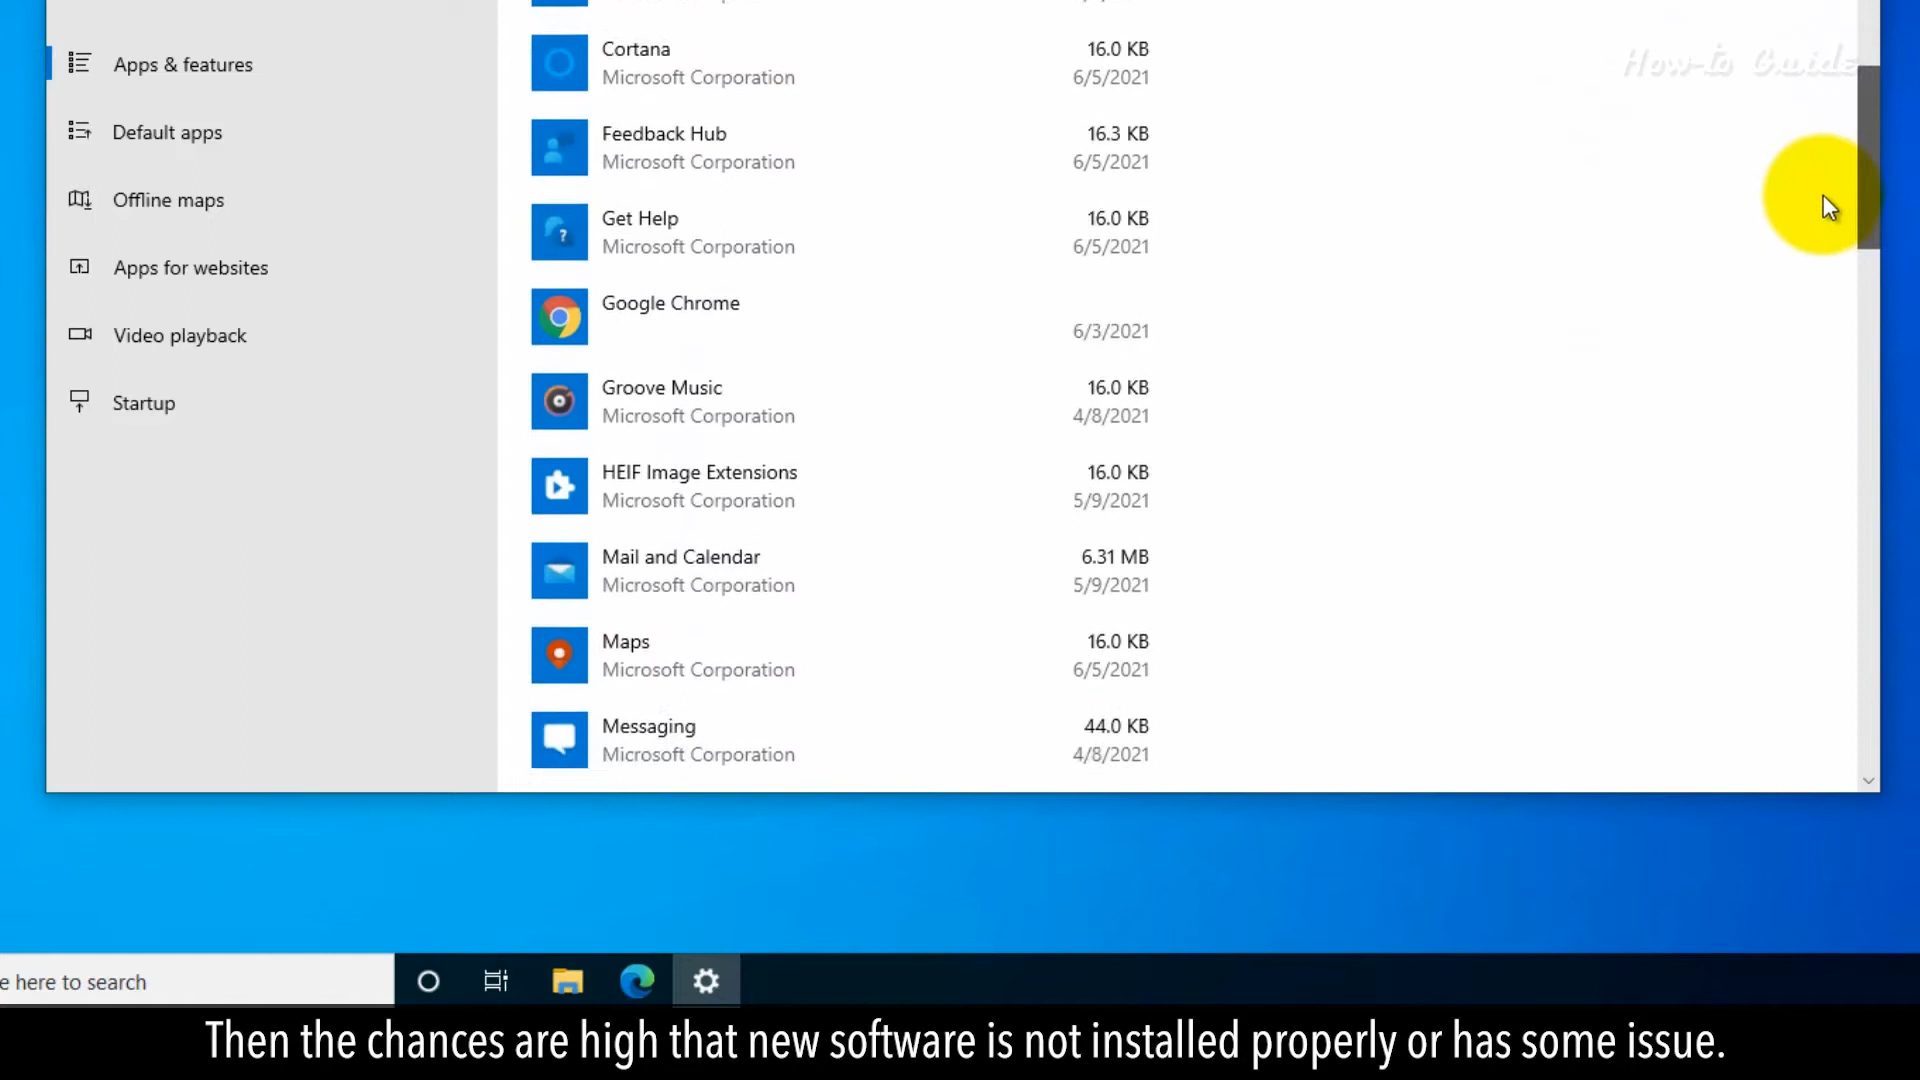 How-to Guide
Apps & features
Default apps
Offline maps
Apps for websites
Video playback
Startup
Cortana 16.0 KB
Microsoft Corporation 6/5/2021
Feedback Hub 16.3 KB
Microsoft Corporation 6/5/2021
Get Help 16.0 KB
Microsoft Corporation 6/5/2021
Google Chrome
6/3/2021
Groove Music 16.0 KB
Microsoft Corporation 4/8/2021
HEIF Image Extensions 16.0 KB
Microsoft Corporation 5/9/2021
Mail and Calendar 6.31 MB
Microsoft Corporation 5/9/2021
Maps 16.0 KB
Microsoft Corporation 6/5/2021
Messaging 44.0 KB
Microsoft Corporation 4/8/2021
e here to search
Then the chances are high that new software is not installed properly or has some issue.